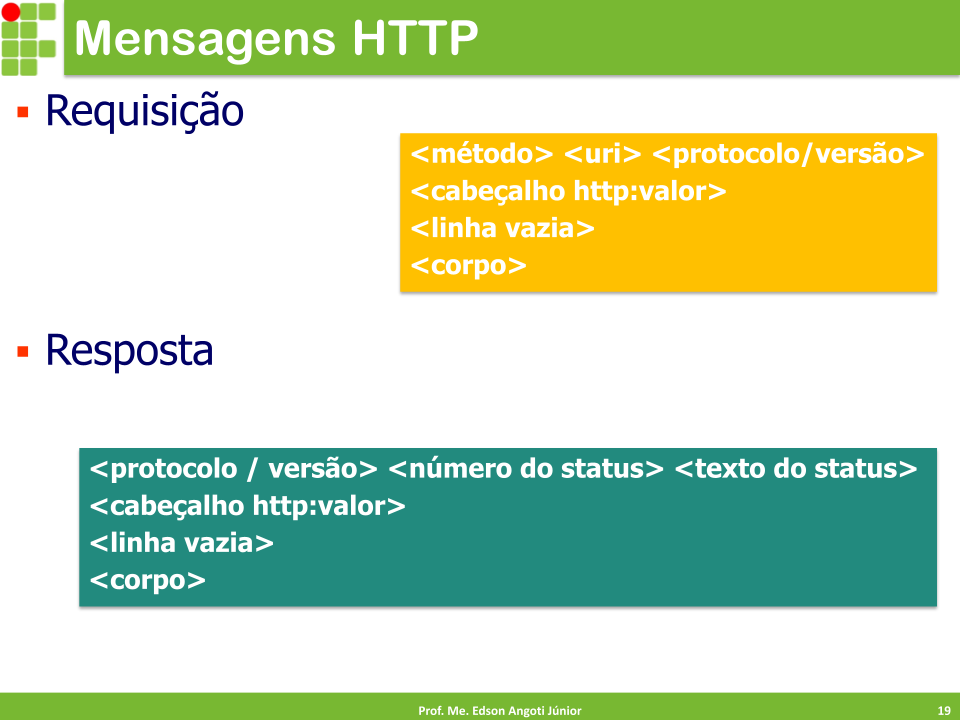 Mensagens HTTP
▪ Requisição
<método> <uri> <protocolo/versão>
<cabeçalho http:valor>
<linha vazia>
<corpo>
▪ Resposta
<protocolo / versão> <número do status> <texto do status>
<cabeçalho http:valor>
<linha vazia>
<corpo>
Prof. Me. Edson Angoti Júnior
19